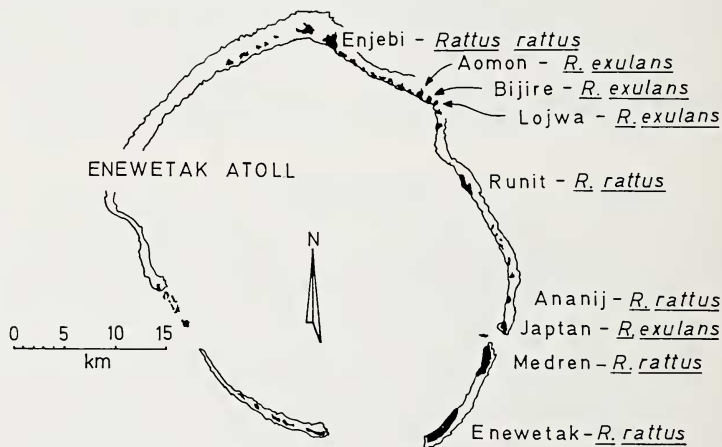 Enjebi - Rattus rattus
Aomon - R. exulans
Bijire - R. exulans
Lojwa - R. exulans
ENEWETAK ATOLL
Runit - R. rattus
N
Ananij - R. rattus
0 5 10 15
km
Japtan - R. exulans
Medren - R. rattus
Enewetak - R. rattus